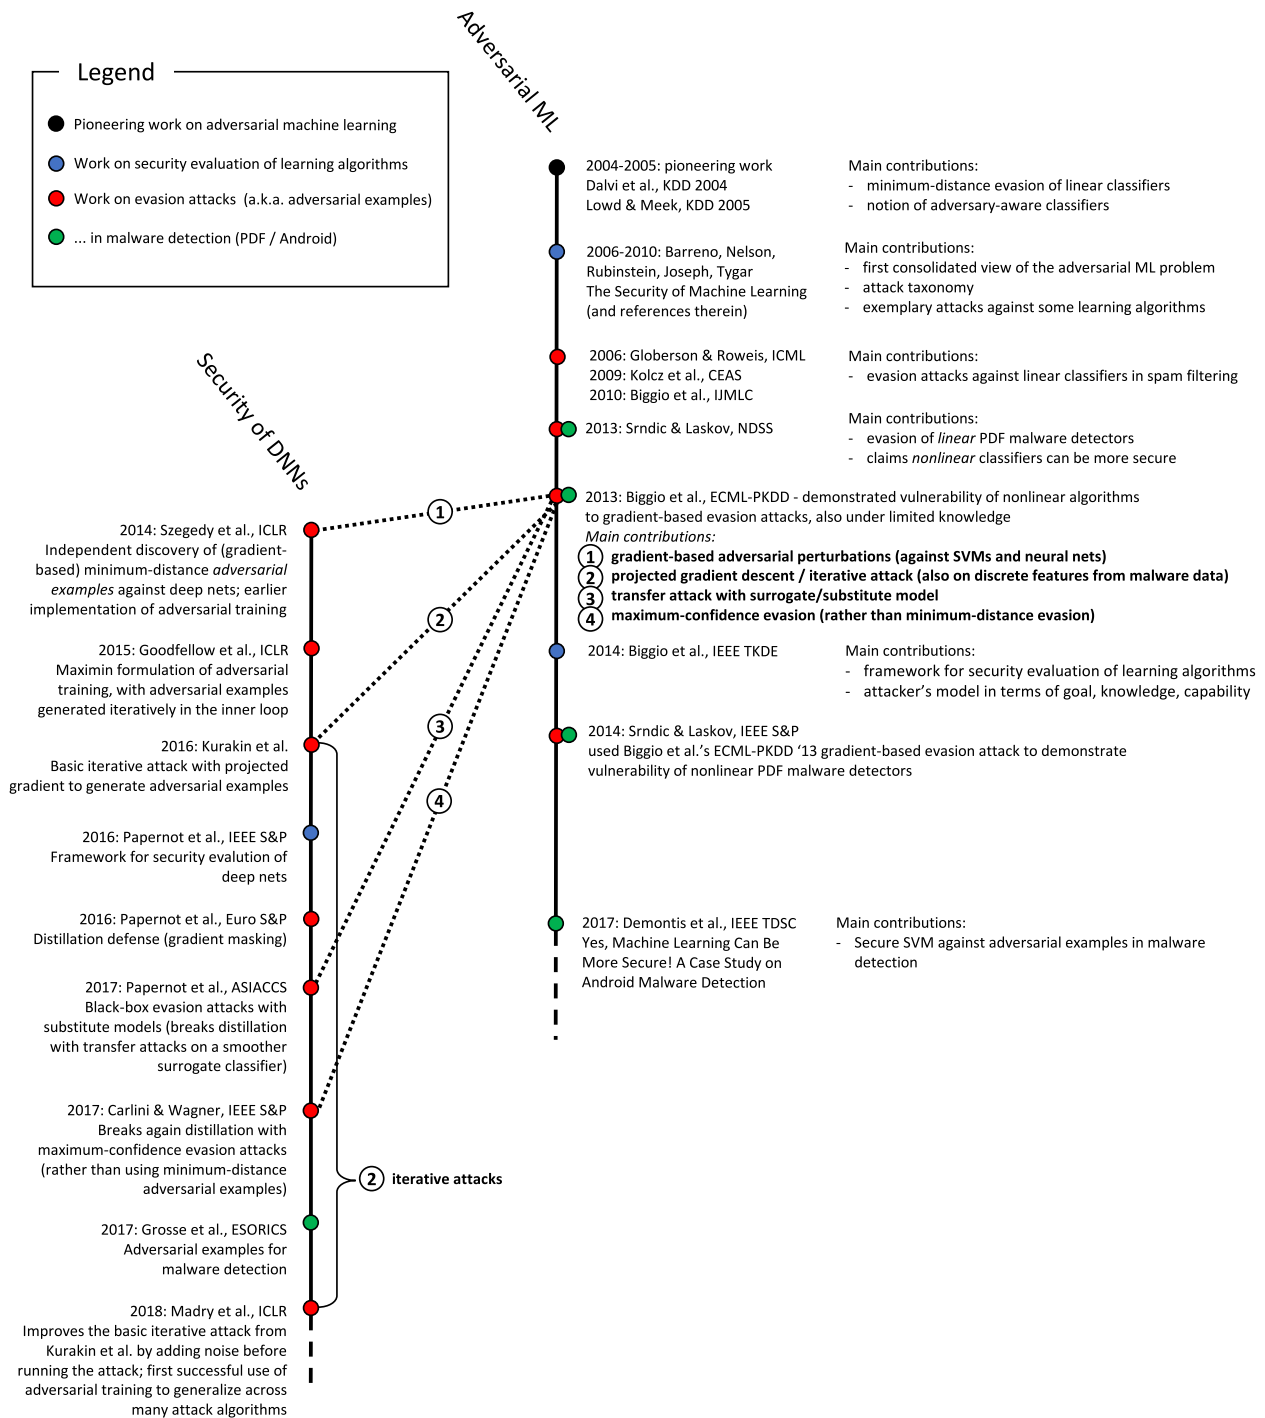 Legend
Pioneering work on adversarial machine learning
Work on security evaluation of learning algorithms
Work on evasion attacks (a.k.a. adversarial examples)
... in malware detection (PDF / Android)
Adversarial ML
2004-2005: pioneering work
Dalvi et al., KDD 2004
Lowd & Meek, KDD 2005
Main contributions:
- minimum-distance evasion of linear classifiers
- notion of adversary-aware classifiers
2006-2010: Barreno, Nelson,
Rubinstein, Joseph, Tygar
The Security of Machine Learning
(and references therein)
Main contributions:
- first consolidated view of the adversarial ML problem
- attack taxonomy
- exemplary attacks against some learning algorithms
2006: Globerson & Roweis, ICML
2009: Kolcz et al., CEAS
2010: Biggio et al., IJMLC
Main contributions:
- evasion attacks against linear classifiers in spam filtering
2013: Srndic & Laskov, NDSS
Main contributions:
- evasion of linear PDF malware detectors
- claims nonlinear classifiers can be more secure
2013: Biggio et al., ECML-PKDD - demonstrated vulnerability of nonlinear algorithms
to gradient-based evasion attacks, also under limited knowledge
Main contributions:
1 gradient-based adversarial perturbations (against SVMs and neural nets)
2 projected gradient descent / iterative attack (also on discrete features from malware data)
3 transfer attack with surrogate/substitute model
4 maximum-confidence evasion (rather than minimum-distance evasion)
2014: Biggio et al., IEEE TKDE
Main contributions:
- framework for security evaluation of learning algorithms
- attacker's model in terms of goal, knowledge, capability
2014: Srndic & Laskov, IEEE S&P
used Biggio et al.'s ECML-PKDD ‘13 gradient-based evasion attack to demonstrate
vulnerability of nonlinear PDF malware detectors
2017: Demontis et al., IEEE TDSC
Yes, Machine Learning Can Be
More Secure! A Case Study on
Android Malware Detection
Main contributions:
- Secure SVM against adversarial examples in malware
detection
Security of DNNs
1
2
3
4
2014: Szegedy et al., ICLR
Independent discovery of (gradient-
based) minimum-distance adversarial
examples against deep nets; earlier
implementation of adversarial training
2015: Goodfellow et al., ICLR
Maximin formulation of adversarial
training, with adversarial examples
generated iteratively in the inner loop
2016: Kurakin et al.
Basic iterative attack with projected
gradient to generate adversarial examples
2016: Papernot et al., IEEE S&P
Framework for security evalution of
deep nets
2016: Papernot et al., Euro S&P
Distillation defense (gradient masking)
2017: Papernot et al., ASIACCS
Black-box evasion attacks with
substitute models (breaks distillation
with transfer attacks on a smoother
surrogate classifier)
2017: Carlini & Wagner, IEEE S&P
Breaks again distillation with
maximum-confidence evasion attacks
(rather than using minimum-distance
adversarial examples)
2 iterative attacks
2017: Grosse et al., ESORICS
Adversarial examples for
malware detection
2018: Madry et al., ICLR
Improves the basic iterative attack from
Kurakin et al. by adding noise before
running the attack; first successful use of
adversarial training to generalize across
many attack algorithms